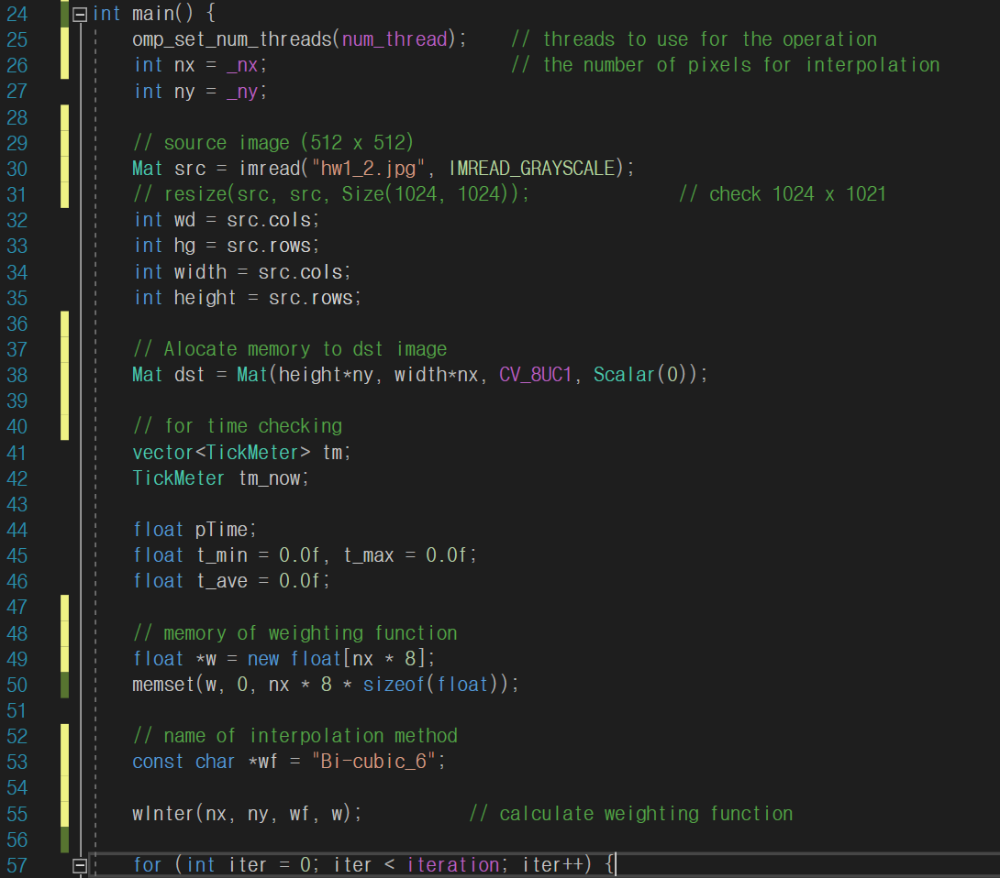 24 int main() {
25 omp_set_num_threads(num_thread); // threads to use for the operation
26 int nx = _nx; // the number of pixels for interpolation
27 int ny = _ny;
28
29 // source image (512 x 512)
30 Mat src = imread("hw1_2.jpg", IMREAD_GRAYSCALE);
31 // resize(src, src, Size(1024, 1024)); // check 1024 x 1021
32 int wd = src.cols;
33 int hg = src.rows;
34 int width = src.cols;
35 int height = src.rows;
36
37 // Alocate memory to dst image
38 Mat dst = Mat(height*ny, width*nx, CV_8UC1, Scalar(0));
39
40 // for time checking
41 vector<TickMeter> tm;
42 TickMeter tm_now;
43
44 float pTime;
45 float t_min = 0.0f, t_max = 0.0f;
46 float t_ave = 0.0f;
47
48 // memory of weighting function
49 float *w = new float[nx * 8];
50 memset(w, 0, nx * 8 * sizeof(float));
51
52 // name of interpolation method
53 const char *wf = "Bi-cubic_6";
54
55 wInter(nx, ny, wf, w); // calculate weighting function
56
57 for (int iter = 0; iter < iteration; iter++) {